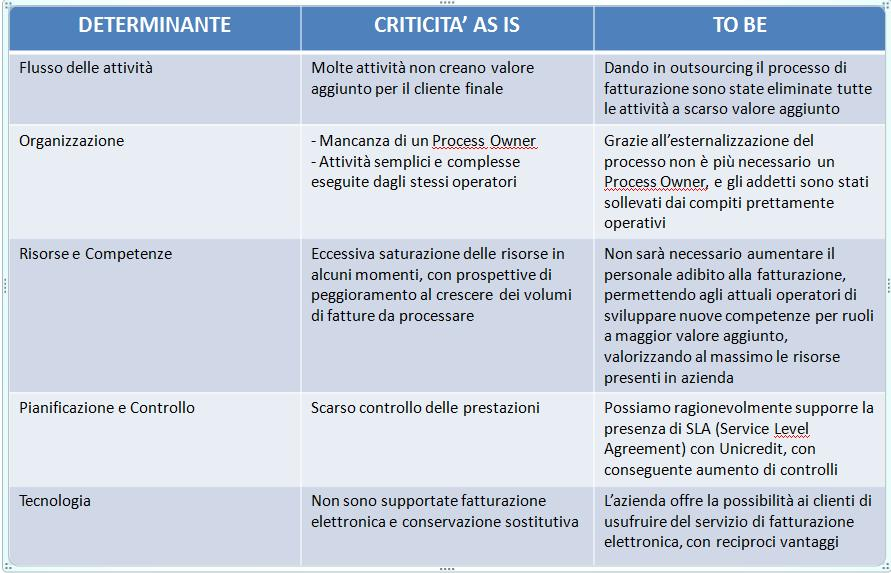 DETERMINANTE
CRITICITA' AS IS
TO BE
Flusso delle attività
Molte attività non creano valore
aggiunto per il cliente finale
Dando in outsourcing il processo di
fatturazione sono state eliminate tutte
le attività a scarso valore aggiunto
Organizzazione
- Mancanza di un Process Owner
- Attività semplici e complesse
eseguite dagli stessi operatori
Grazie all'esternalizzazione del
processo non è più necessario un
Process Owner, e gli addetti sono stati
sollevati dai compiti prettamente
operativi
Risorse e Competenze
Eccessiva saturazione delle risorse in
alcuni momenti, con prospettive di
peggioramento al crescere dei volumi
di fatture da processare
Non sarà necessario aumentare il
personale adibito alla fatturazione,
permettendo agli attuali operatori di
sviluppare nuove competenze per ruoli
a maggior valore aggiunto,
valorizzando al massimo le risorse
presenti in azienda
Pianificazione e Controllo
Scarso controllo delle prestazioni
Possiamo ragionevolmente supporre la
presenza di SLA (Service Level
Agreement) con Unicredit, con
conseguente aumento di controlli
Tecnologia
Non sono supportate fatturazione
elettronica e conservazione sostitutiva
L'azienda offre la possibilità ai clienti di
usufruire del servizio di fatturazione
elettronica, con reciproci vantaggi